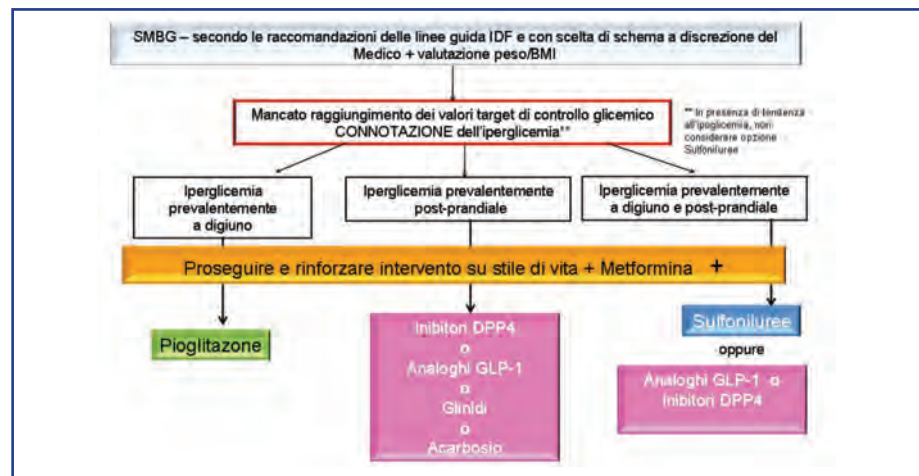 SMBG – secondo le raccomandazioni delle linee guida IDF e con scelta di schema a discrezione del
Medico + valutazione peso/BMI
Mancato raggiungimento dei valori target di controllo glicemico
CONNOTAZIONE dell'iperglicemia**
** In presenza di tendenza
all'ipoglicemia, non
considerare opzione
Sulfoniluree
Iperglicemia
prevalentemente
a digiuno
Iperglicemia prevalentemente
post-prandiale
Iperglicemia prevalentemente
a digiuno e post-prandiale
Proseguire e rinforzare intervento su stile di vita + Metformina +
Pioglitazone
Inibitori DPP4
o
Analoghi GLP-1
o
Glinidi
o
Acarbosio
Sulfoniluree
oppure
Analoghi GLP-1 o
Inibitori DPP4